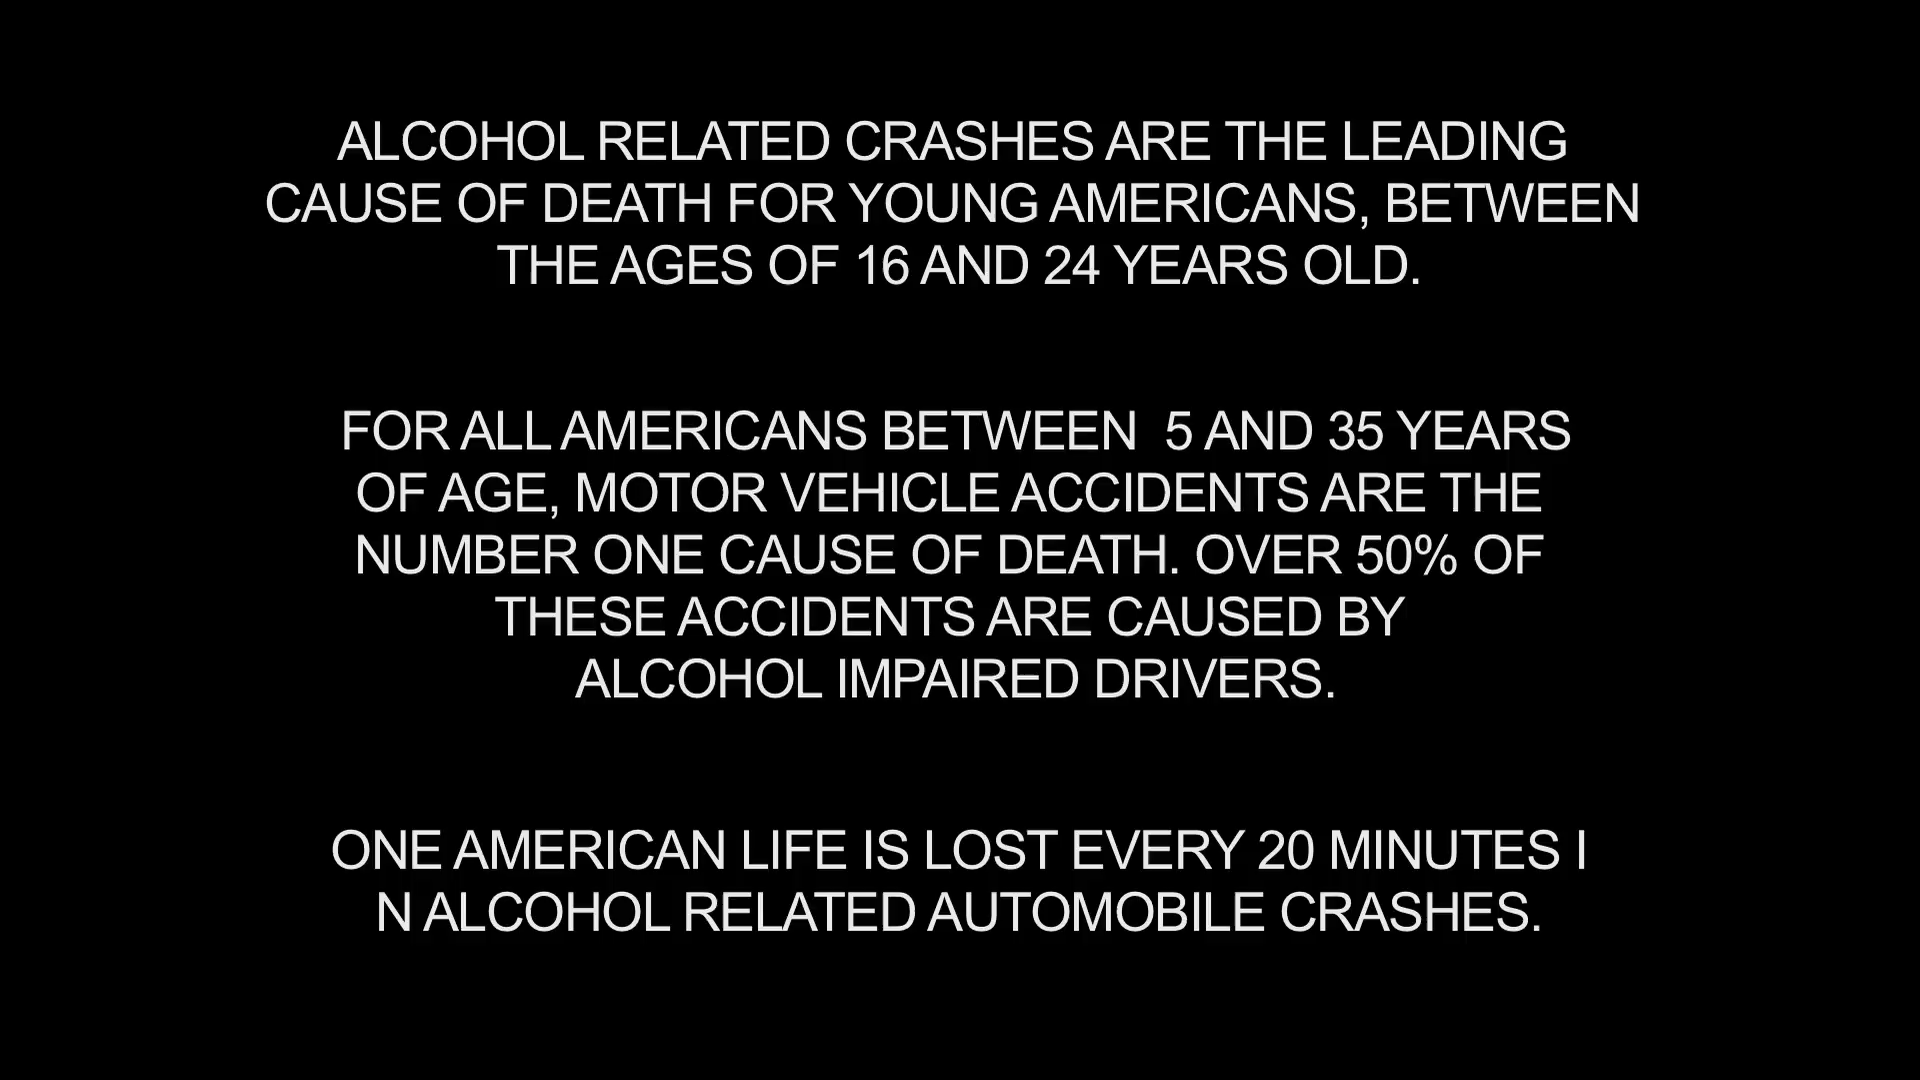 ALCOHOL RELATED CRASHES ARE THE LEADING
CAUSE OF DEATH FOR YOUNG AMERICANS, BETWEEN
THE AGES OF 16 AND 24 YEARS OLD.
FOR ALL AMERICANS BETWEEN  5 AND 35 YEARS
OF AGE, MOTOR VEHICLE ACCIDENTS ARE THE
NUMBER ONE CAUSE OF DEATH. OVER 50% OF
THESE ACCIDENTS ARE CAUSED BY
ALCOHOL IMPAIRED DRIVERS.
ONE AMERICAN LIFE IS LOST EVERY 20 MINUTES I
N ALCOHOL RELATED AUTOMOBILE CRASHES.